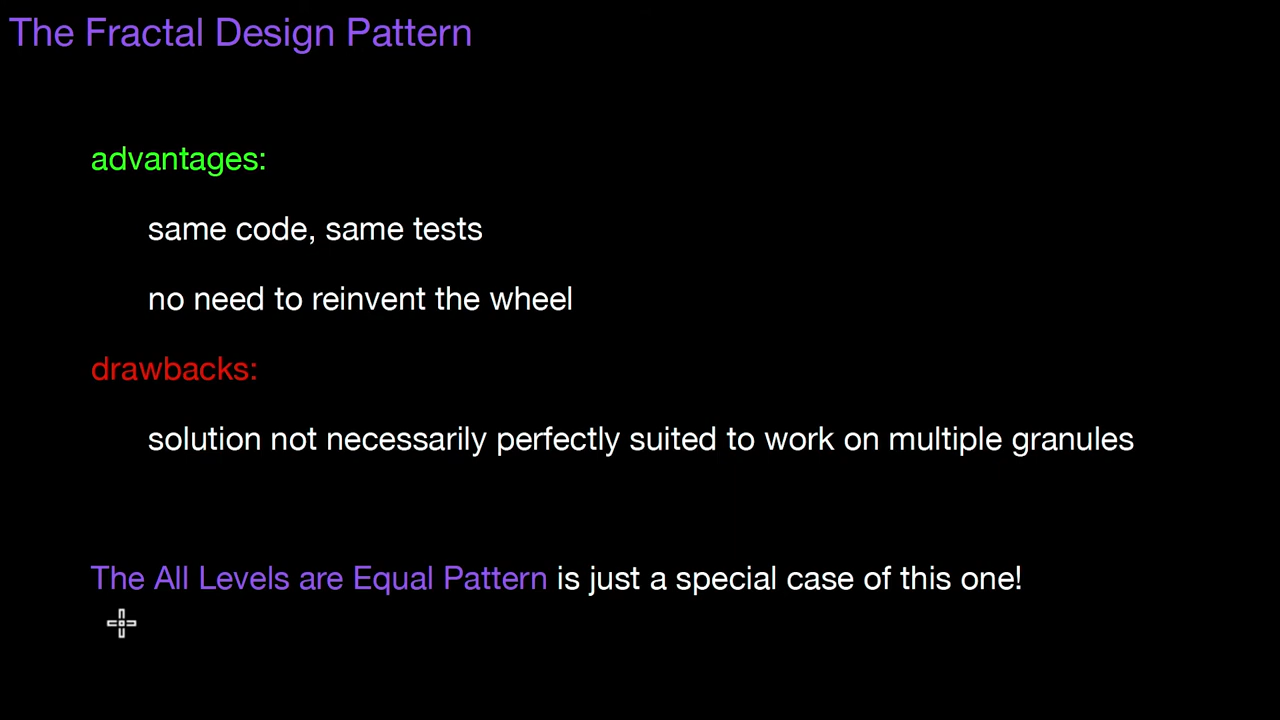 The Fractal Design Pattern
advantages:
same code, same tests
no need to reinvent the wheel
drawbacks:
solution not necessarily perfectly suited to work on multiple granules
The All Levels are Equal Pattern is just a special case of this one!